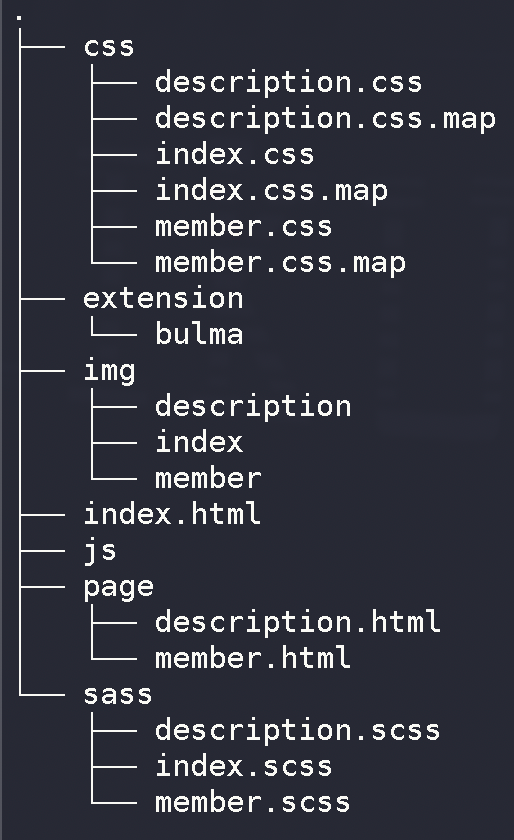 .
├── css
│   ├── description.css
│   ├── description.css.map
│   ├── index.css
│   ├── index.css.map
│   ├── member.css
│   └── member.css.map
├── extension
│   └── bulma
├── img
│   ├── description
│   ├── index
│   └── member
├── index.html
├── js
├── page
│   ├── description.html
│   └── member.html
└── sass
    ├── description.scss
    ├── index.scss
    └── member.scss